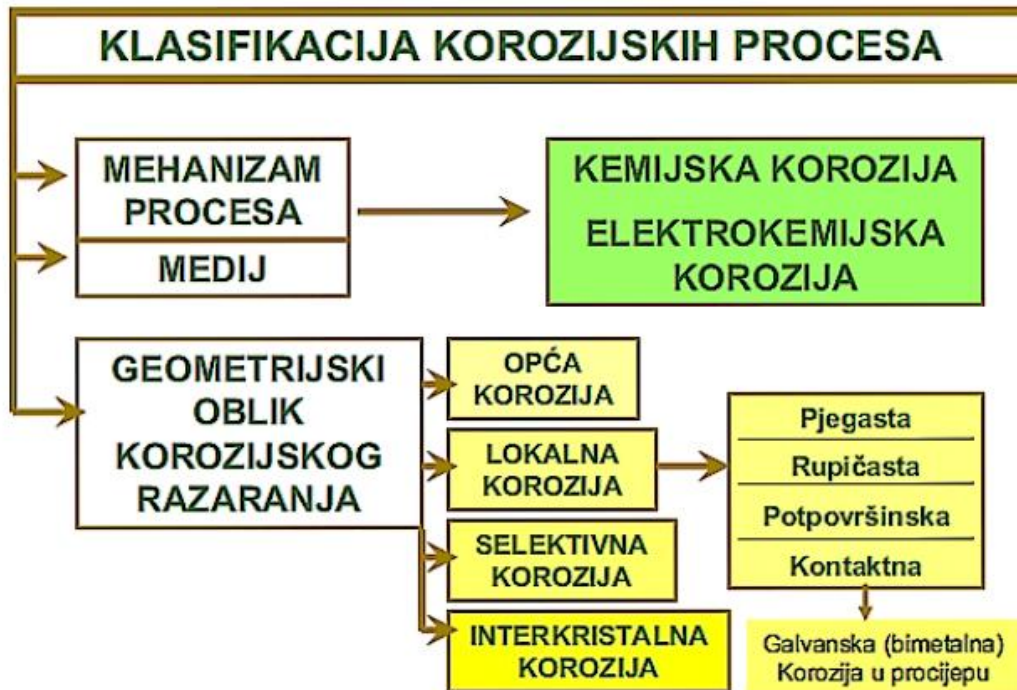 KLASIFIKACIJA KOROZIJSKIH PROCESA
MEHANIZAM
PROCESA
MEDIJ
KEMIJSKA KOROZIJA
ELEKTROKEMIJSKA
KOROZIJA
GEOMETRIJSKI
OBLIK
KOROZIJSKOG
RAZARANJA
OPĆA
KOROZIJA
LOKALNA
KOROZIJA
SELEKTIVNA
KOROZIJA
INTERKRISTALNA
KOROZIJA
Pjegasta
Rupičasta
Potpovršinska
Kontaktna
Galvanska (bimetalna)
Korozija u procijepu